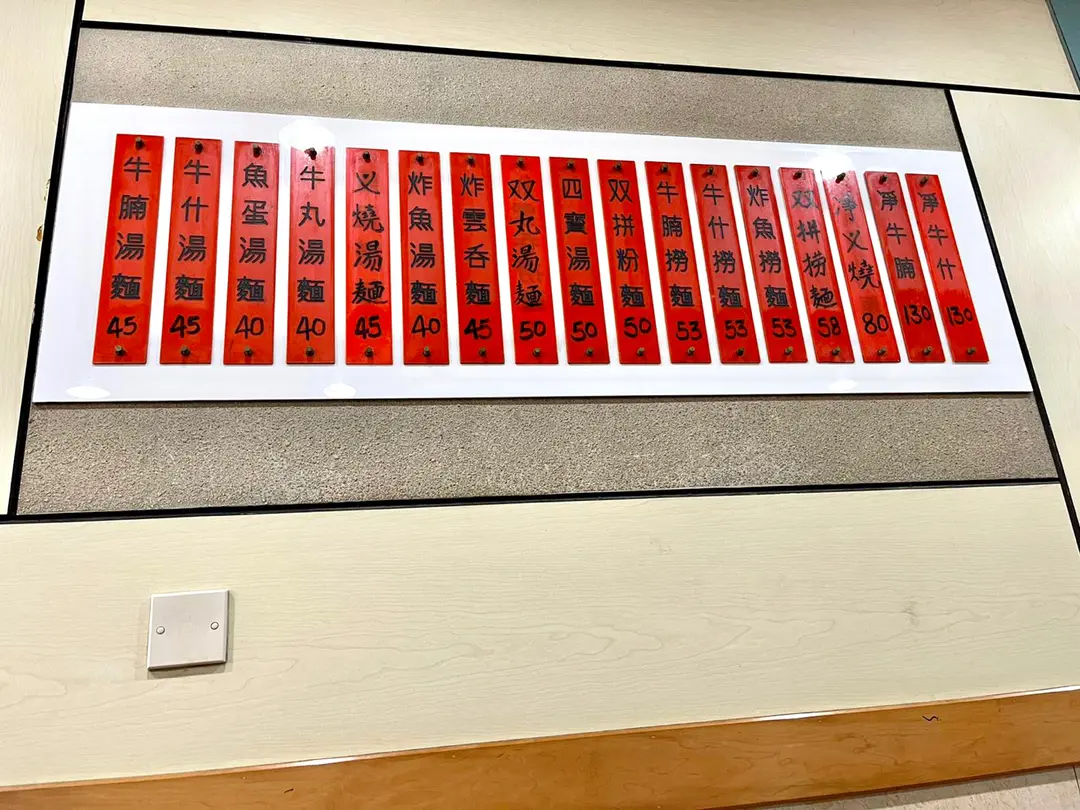 牛腩湯麵 45
牛什湯麵 45
魚蛋湯麵 40
牛丸湯麵 40
义燒湯麵 45
炸魚湯麵 40
炸雲吞麵 45
双丸湯麵 50
四寳湯麵 50
双拼粉麵 50
牛腩撈麵 53
牛什撈麵 53
炸魚撈麵 53
双拼捞麵 58
淨义燒 80
淨牛腩 130
淨牛什 130